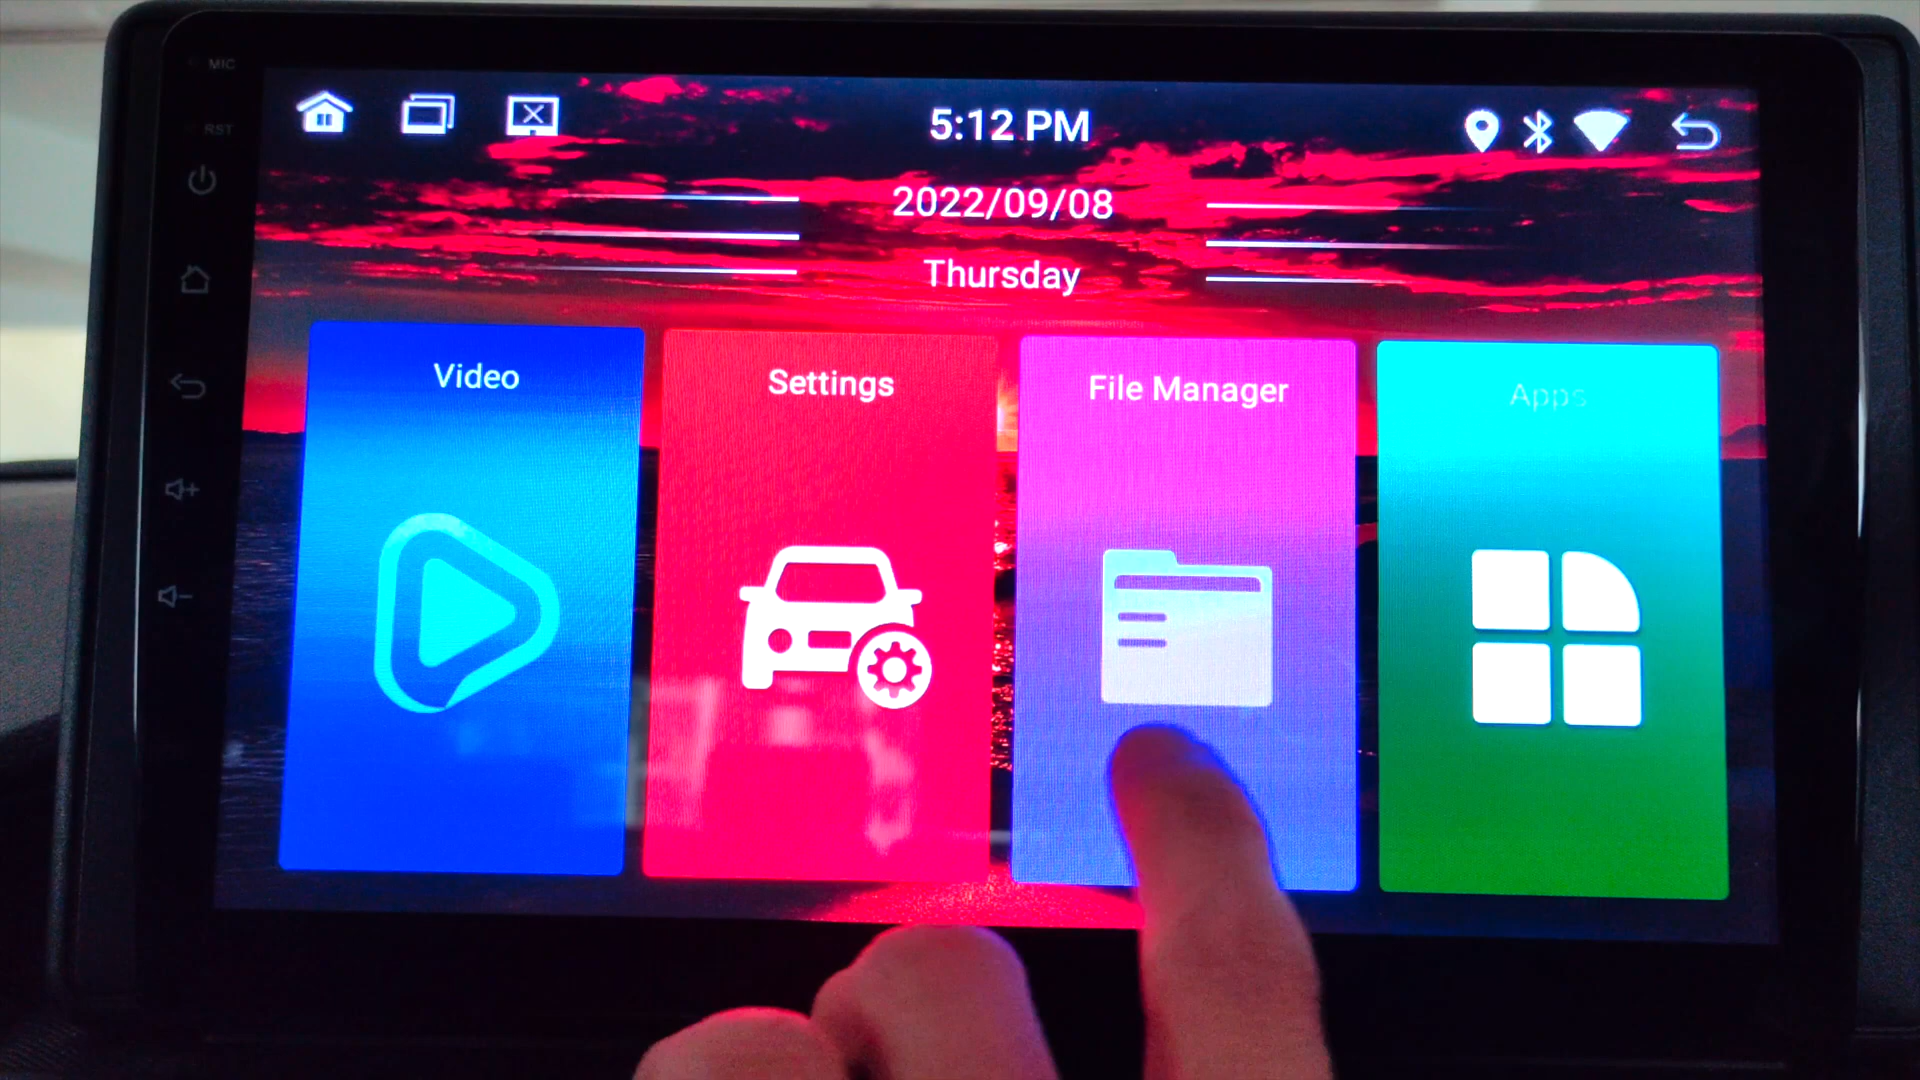 MIC
RST
5:12 PM
2022/09/08
Thursday
Video
Settings
File Manager
Apps